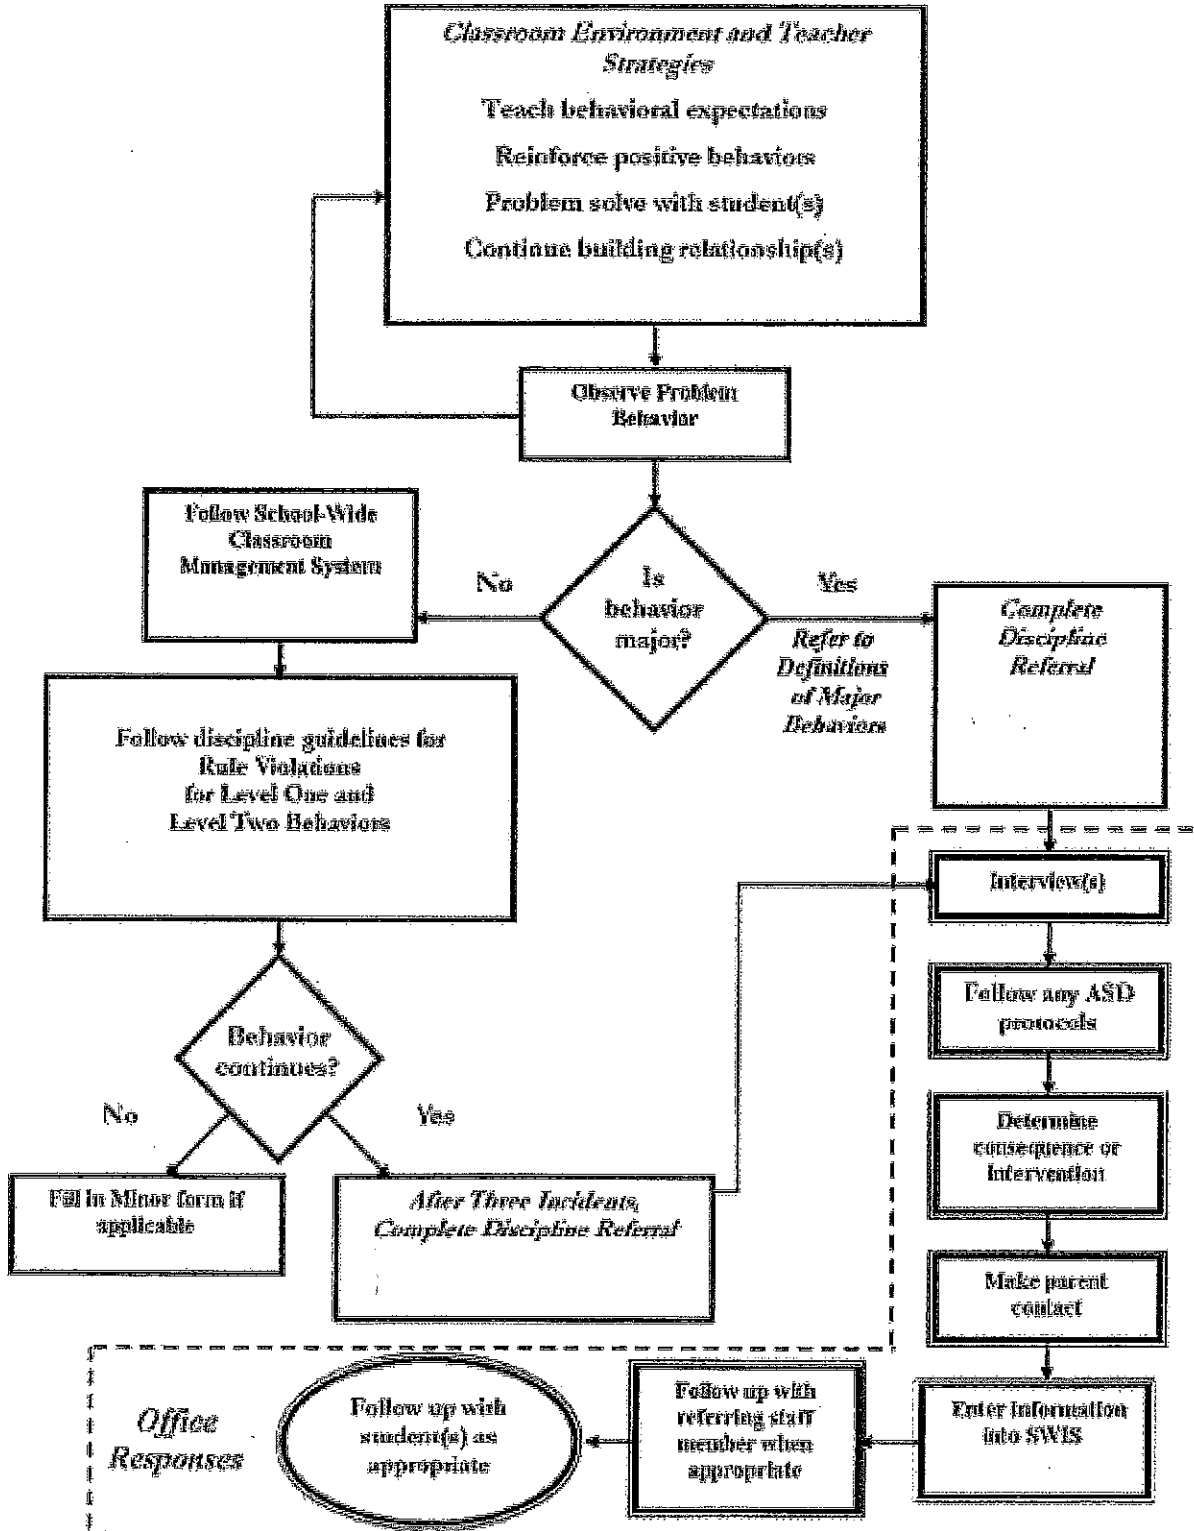 Classroom Environment and Teacher
Strategies
Teach behavioral expectations
Reinforce positive behaviors
Problem solve with student(s)
Continue building relationship(s)
Observe Problem
Behavior
Follow School-Wide
Classroom
Management System
No
Is
behavior
major?
Yes
Refer to
Definitions
of Major
Behaviors
Complete
Discipline
Referral
Follow discipline guidelines for
Rule Violations
for Level One and
Level Two Behaviors
Interview(s)
Follow any ASD
protocols
Behavior
continues?
No
Yes
Determine
consequence or
intervention
Fill in Minor form if
applicable
After Three Incidents,
Complete Discipline Referral
Make parent
contact
Office
Responses
Follow up with
student(s) as
appropriate
Follow up with
referring staff
member when
appropriate
Enter information
into SWIS